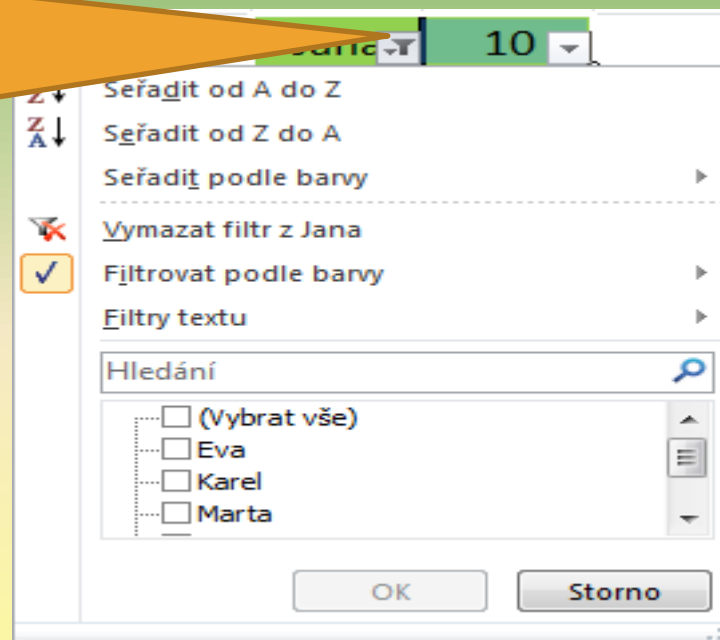 10
Seřadit od A do Z
Seřadit od Z do A
Seřadit podle barvy
Vymazat filtr z Jana
Filtrovat podle barvy
Filtry textu
Hledání
(Vybrat vše)
Eva
Karel
Marta
OK
Storno